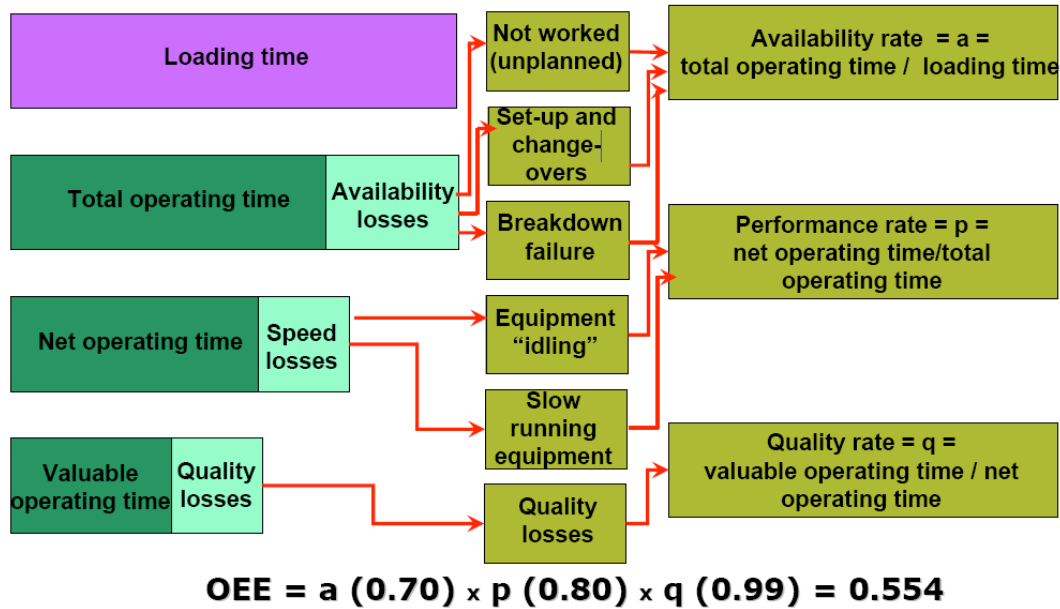 Loading time
Not worked
(unplanned)
Availability rate = a =
total operating time / loading time
Set-up and
change-
overs
Total operating time
Availability
losses
Breakdown
failure
Performance rate = p =
net operating time/total
operating time
Net operating time
Speed
losses
Equipment
“idling”
Slow
running
equipment
Valuable
operating time
Quality
losses
Quality
losses
Quality rate = q =
valuable operating time / net
operating time
OEE = a (0.70) x p (0.80) x q (0.99) = 0.554